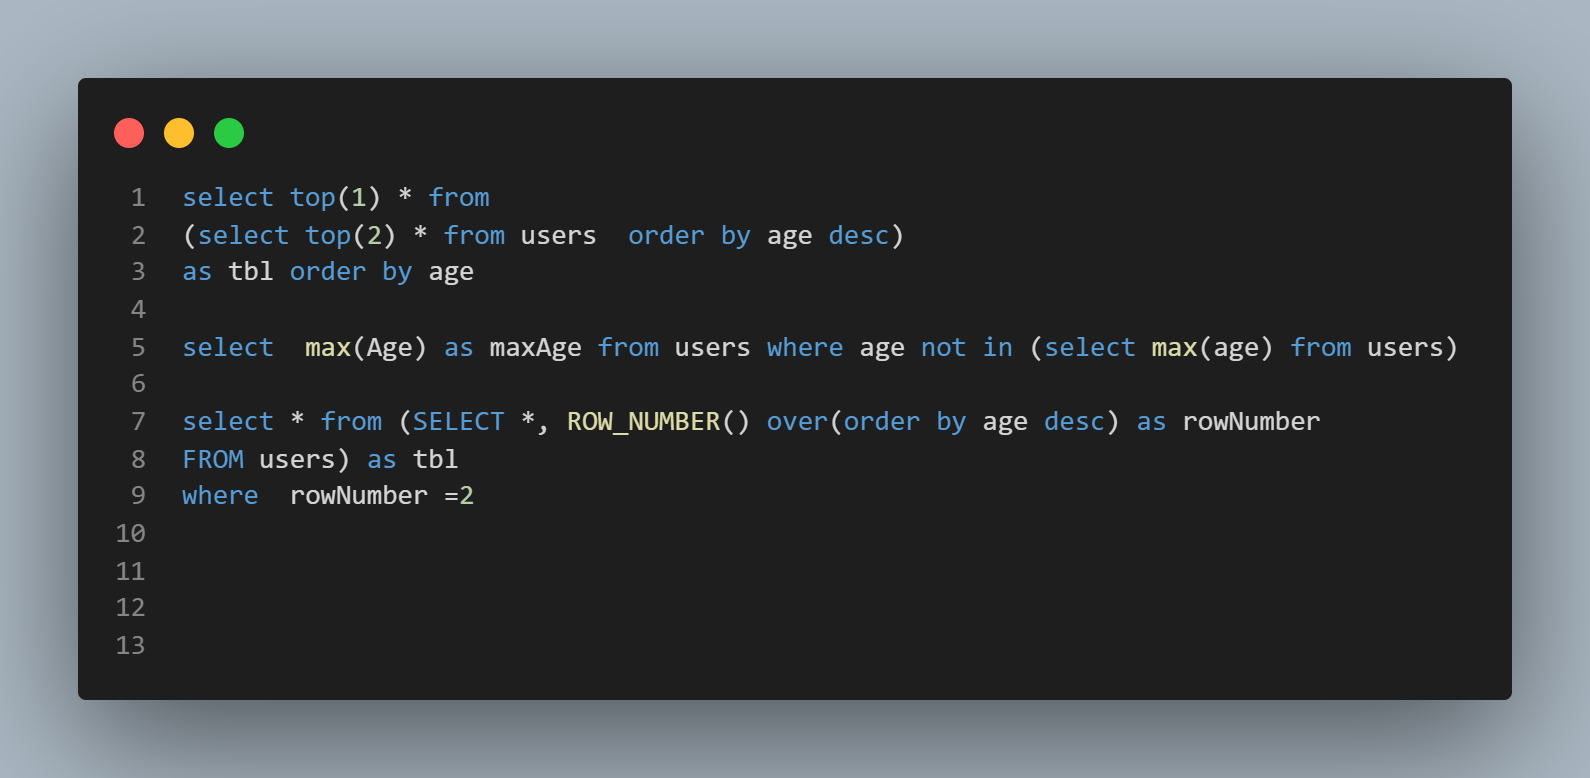 1 select top(1) * from
2 (select top(2) * from users  order by age desc)
3 as tbl order by age
4
5 select  max(Age) as maxAge from users where age not in (select max(age) from users)
6
7 select * from (SELECT *, ROW_NUMBER() over(order by age desc) as rowNumber
8 FROM users) as tbl
9 where  rowNumber =2
10
11
12
13